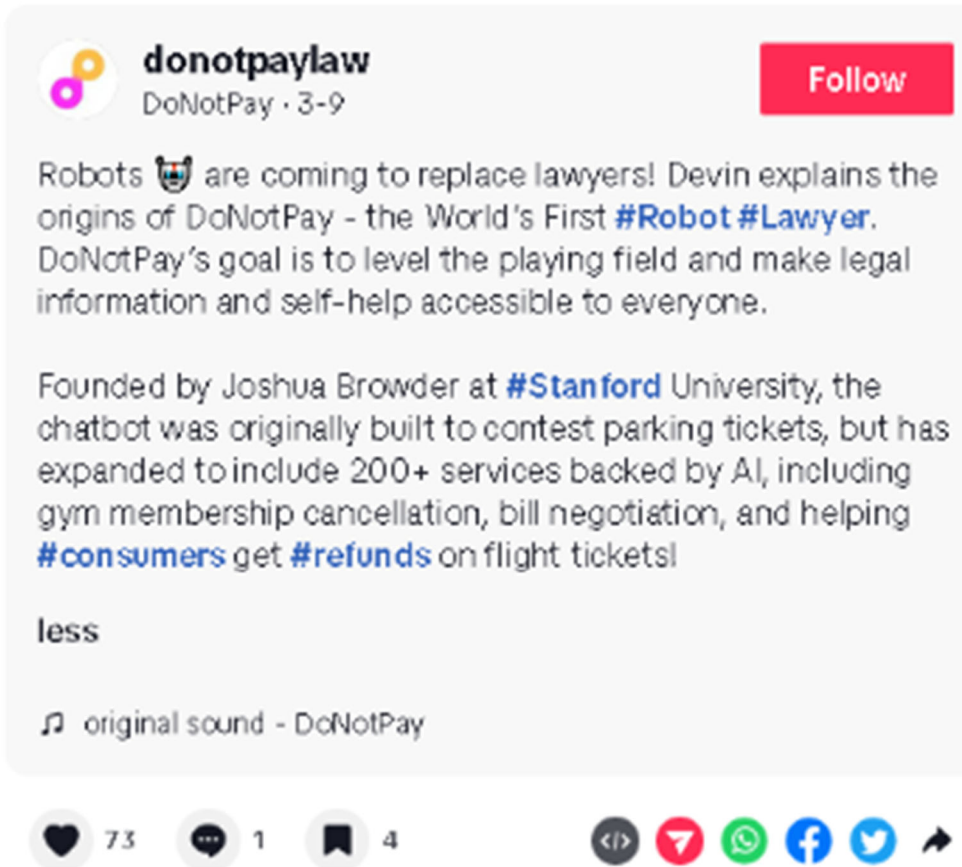 donotpaylaw
DoNotPay · 3-9
Follow
Robots 🤖 are coming to replace lawyers! Devin explains the
origins of DoNotPay - the World's First #Robot #Lawyer.
DoNotPay's goal is to level the playing field and make legal
information and self-help accessible to everyone.
Founded by Joshua Browder at #Stanford University, the
chatbot was originally built to contest parking tickets, but has
expanded to include 200+ services backed by AI, including
gym membership cancellation, bill negotiation, and helping
#consumers get #refunds on flight tickets!
less
♫ original sound - DoNotPay
73 1 4